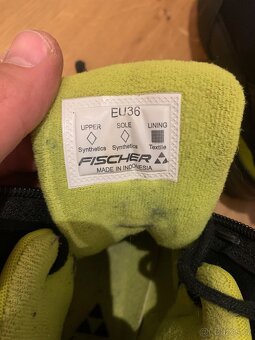 EU36
UPPER SOLE LINING
Synthetics Synthetics Textile
FISCHER
MADE IN INDONESIA